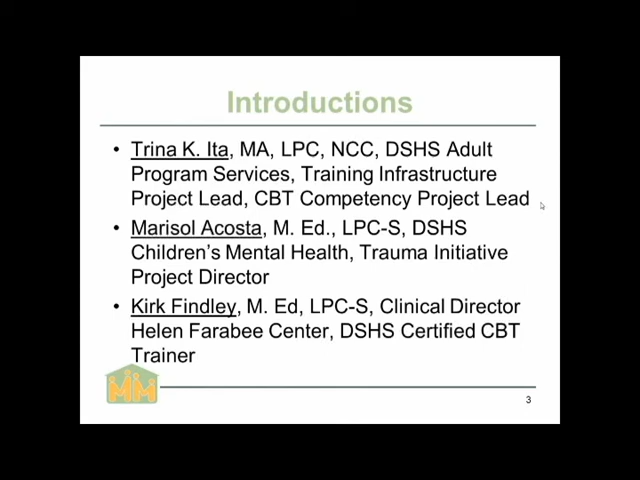 Introductions
• Trina K. Ita, MA, LPC, NCC, DSHS Adult
Program Services, Training Infrastructure
Project Lead, CBT Competency Project Lead
• Marisol Acosta, M. Ed., LPC-S, DSHS
Children's Mental Health, Trauma Initiative
Project Director
• Kirk Findley, M. Ed, LPC-S, Clinical Director
Helen Farabee Center, DSHS Certified CBT
Trainer
3